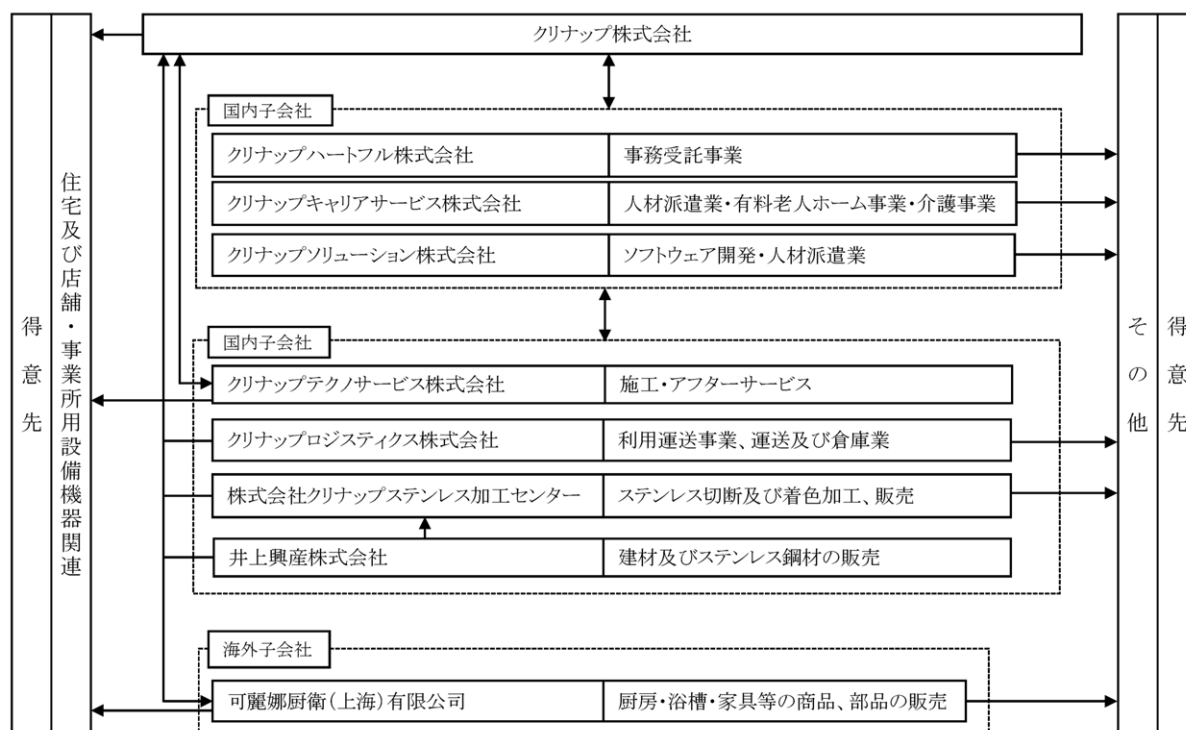 クリナップ株式会社
国内子会社
クリナップハートフル株式会社 事務受託事業
クリナップキャリアサービス株式会社 人材派遣業・有料老人ホーム事業・介護事業
クリナップソリューション株式会社 ソフトウェア開発・人材派遣業
国内子会社
クリナップテクノサービス株式会社 施工・アフターサービス
クリナップロジスティクス株式会社 利用運送事業、運送及び倉庫業
株式会社クリナップステンレス加工センター ステンレス切断及び着色加工、販売
井上興産株式会社 建材及びステンレス鋼材の販売
海外子会社
可麗娜厨衛(上海)有限公司 厨房・浴槽・家具等の商品、部品の販売
得意先
住宅及び店舗・事業所用設備機器関連
その他
得意先